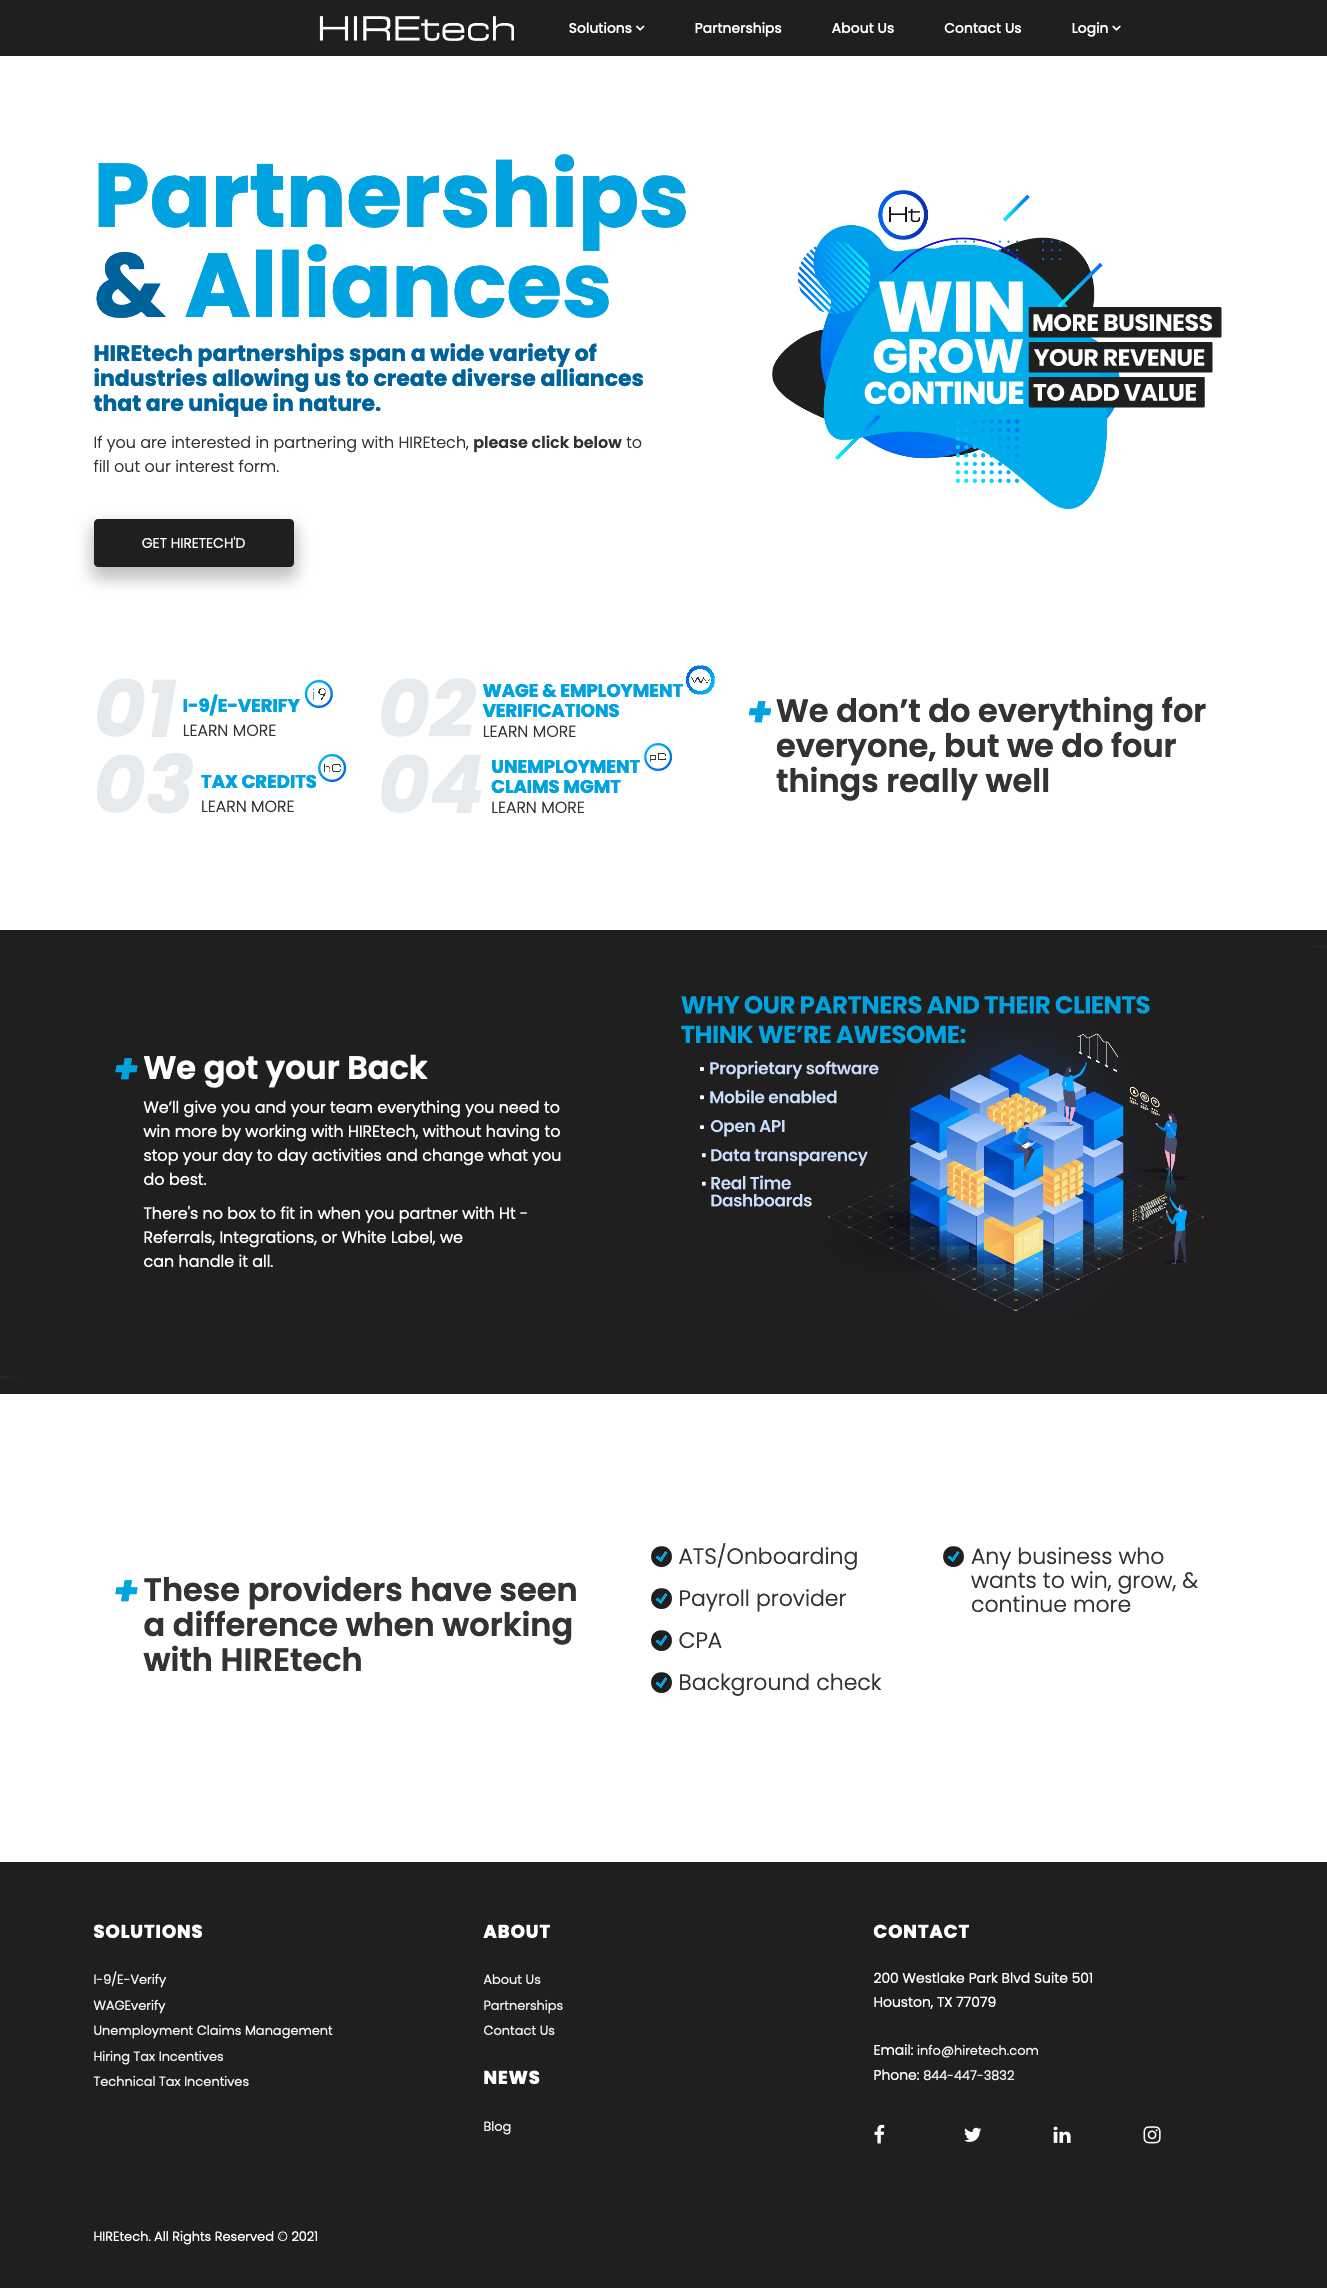 HIREtech
Solutions
Partnerships
About Us
Contact Us
Login
Partnerships
& Alliances
HIREtech partnerships span a wide variety of
industries allowing us to create diverse alliances
that are unique in nature.
If you are interested in partnering with HIREtech, please click below to
fill out our interest form.
GET HIRETECH'D
Ht
WIN MORE BUSINESS
GROW YOUR REVENUE
CONTINUE TO ADD VALUE
01
I-9/E-VERIFY
i9
LEARN MORE
02
WAGE & EMPLOYMENT
VERIFICATIONS
LEARN MORE
03
TAX CREDITS
hC
LEARN MORE
04
UNEMPLOYMENT
CLAIMS MGMT
pC
LEARN MORE
We don’t do everything for
everyone, but we do four
things really well
We got your Back
We’ll give you and your team everything you need to
win more by working with HIREtech, without having to
stop your day to day activities and change what you
do best.
There's no box to fit in when you partner with Ht -
Referrals, Integrations, or White Label, we
can handle it all.
WHY OUR PARTNERS AND THEIR CLIENTS
THINK WE’RE AWESOME:
• Proprietary software
• Mobile enabled
• Open API
• Data transparency
• Real Time
Dashboards
These providers have seen
a difference when working
with HIREtech
ATS/Onboarding
Payroll provider
CPA
Background check
Any business who
wants to win, grow, &
continue more
SOLUTIONS
I-9/E-Verify
WAGEverify
Unemployment Claims Management
Hiring Tax Incentives
Technical Tax Incentives
ABOUT
About Us
Partnerships
Contact Us
NEWS
Blog
CONTACT
200 Westlake Park Blvd Suite 501
Houston, TX 77079
Email: info@hiretech.com
Phone: 844-447-3832
HIREtech. All Rights Reserved © 2021